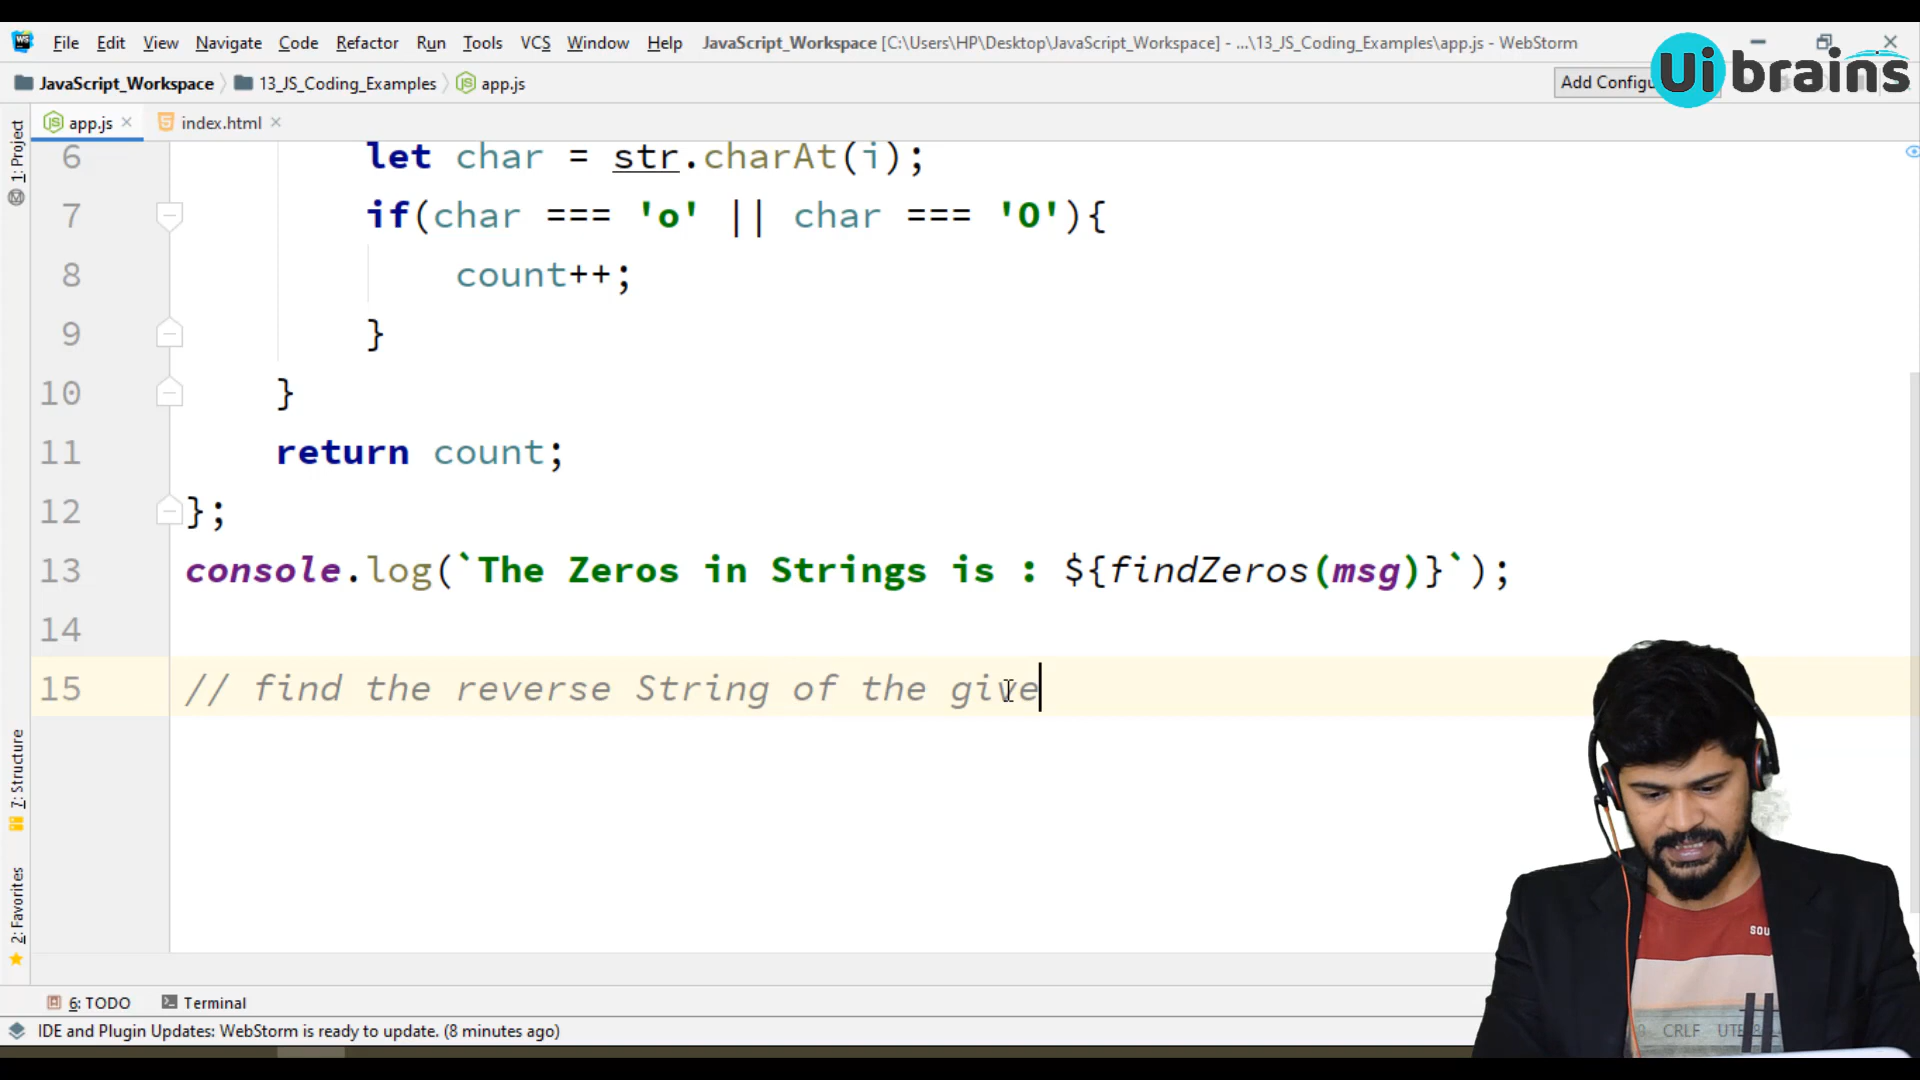 File Edit View Navigate Code Refactor Run Tools VCS Window Help JavaScript_Workspace [C:\Users\HP\Desktop\JavaScript_Workspace] - ...\13_JS_Coding_Examples\app.js - WebStorm
JavaScript_Workspace 13_JS_Coding_Examples app.js Add Configu
Ui brains
app.js index.html
1: Project
6 let char = str.charAt(i);
7 if(char === 'o' || char === 'O'){
8 count++;
9 }
10 }
11 return count;
12 };
13 console.log(`The Zeros in Strings is : ${findZeros(msg)}`);
14
15 // find the reverse String of the give
7: Structure
2: Favorites
SOU
6: TODO Terminal
IDE and Plugin Updates: WebStorm is ready to update. (8 minutes ago) CRLF